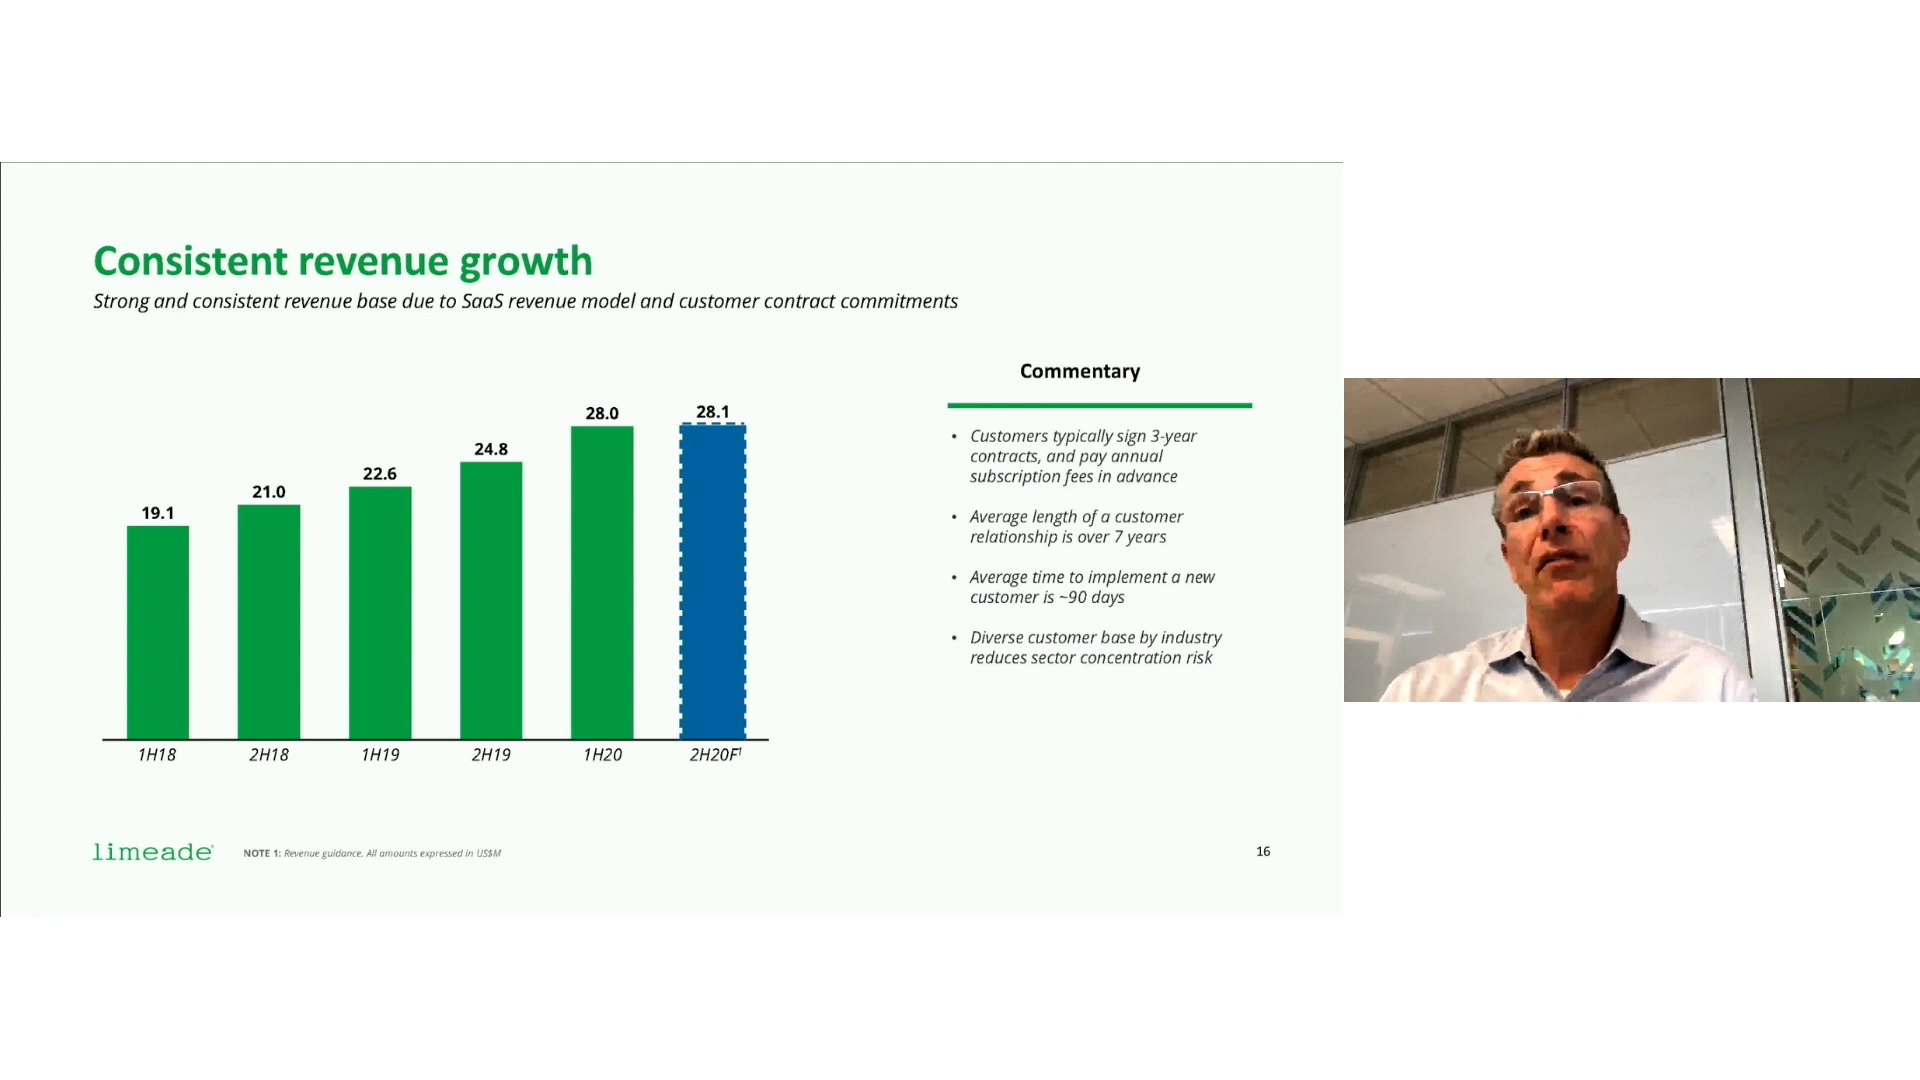 Consistent revenue growth
Strong and consistent revenue base due to SaaS revenue model and customer contract commitments
19.1
21.0
22.6
24.8
28.0
28.1
1H18
2H18
1H19
2H19
1H20
2H20F¹
Commentary
• Customers typically sign 3-year
contracts, and pay annual
subscription fees in advance
• Average length of a customer
relationship is over 7 years
• Average time to implement a new
customer is ~90 days
• Diverse customer base by industry
reduces sector concentration risk
limeade®
NOTE 1: Revenue guidance. All amounts expressed in US$M
16